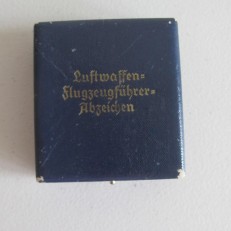 Luftwaffen=
Flugzeugführer=
Abzeichen